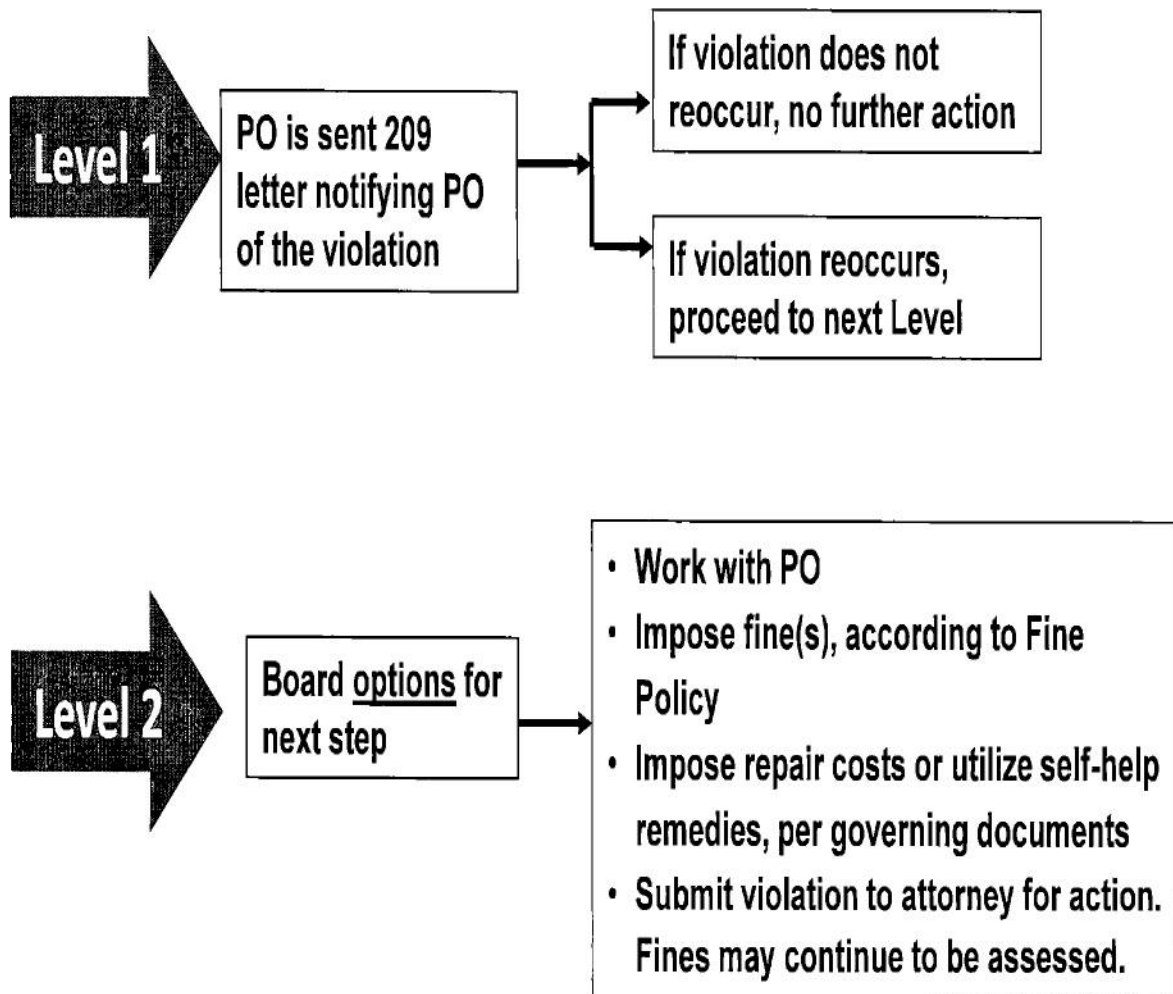 Level 1
PO is sent 209
letter notifying PO
of the violation
If violation does not
reoccur, no further action
If violation reoccurs,
proceed to next Level
Level 2
Board options for
next step
• Work with PO
• Impose fine(s), according to Fine
Policy
• Impose repair costs or utilize self-help
remedies, per governing documents
• Submit violation to attorney for action.
Fines may continue to be assessed.